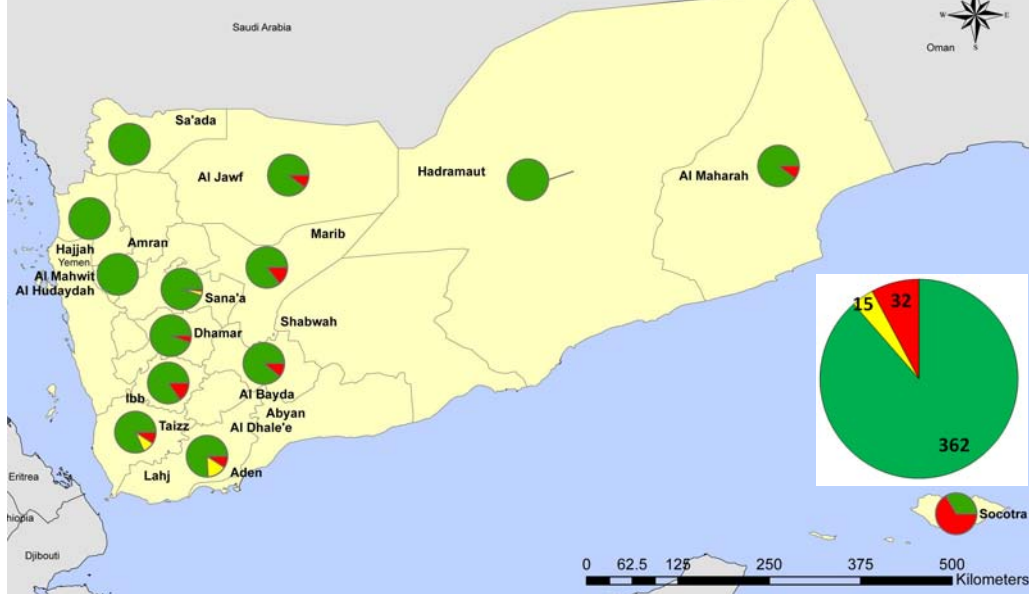 Saudi Arabia
W
E
S
Oman
Sa'ada
Al Jawf
Hadramaut
Al Maharah
Marib
Hajjah
Amran
Yemen
Al Mahwit
Al Hudaydah
Sana'a
Shabwah
Dhamar
Ibb
Al Bayda
Abyan
Taizz
Al Dhale'e
Lahj
Aden
15
32
362
Eritrea
hiopia
Djibouti
Socotra
0 62.5 125 250 375 500
Kilometers